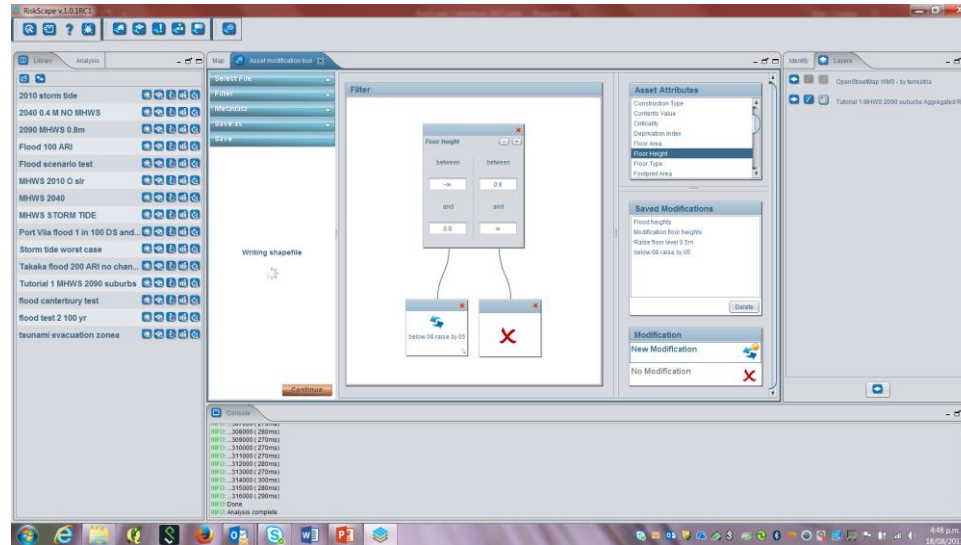 RiskScape v.1.0.1RC1
Library
Analysis
2010 storm tide
2040 0.4 M NO MHWS
2090 MHWS 0.8m
Flood 100 ARI
Flood scenario test
MHWS 2010 O slr
MHWS 2040
MHWS STORM TIDE
Port Vila flood 1 in 100 DS and...
Storm tide worst case
Takaka flood 200 ARI no chan...
Tutorial 1 MHWS 2090 suburbs
flood canterbury test
flood test 2 100 yr
tsunami evacuation zonea
Map
Asset modification tool
Select File
Filter
Metadata
Save as
Save
Writing shapefile
Continue
Filter
Floor Height
between
between
-∞
0.8
and
and
0.8
∞
below 08 raise by 05
Asset Attributes
Construction Type
Contents Value
Criticality
Deprivation Index
Floor Area
Floor Height
Floor Type
Footprint Area
Saved Modifications
Flood heights
Modification floor heights
Raise floor level 0.5m
below 08 raise by 05
Delete
Modification
New Modification
No Modification
Identify
Layers
OpenStreetMap WMS - by terrestris
Tutorial 1 MHWS 2090 suburbs Aggregated R
Console
INFO: ...308000 ( 280ms)
INFO: ...309000 ( 270ms)
INFO: ...310000 ( 270ms)
INFO: ...311000 ( 270ms)
INFO: ...312000 ( 280ms)
INFO: ...313000 ( 270ms)
INFO: ...314000 ( 300ms)
INFO: ...315000 ( 280ms)
INFO: ...316000 ( 290ms)
INFO: Done.
INFO: Analysis complete
4:48 p.m.
18/08/201